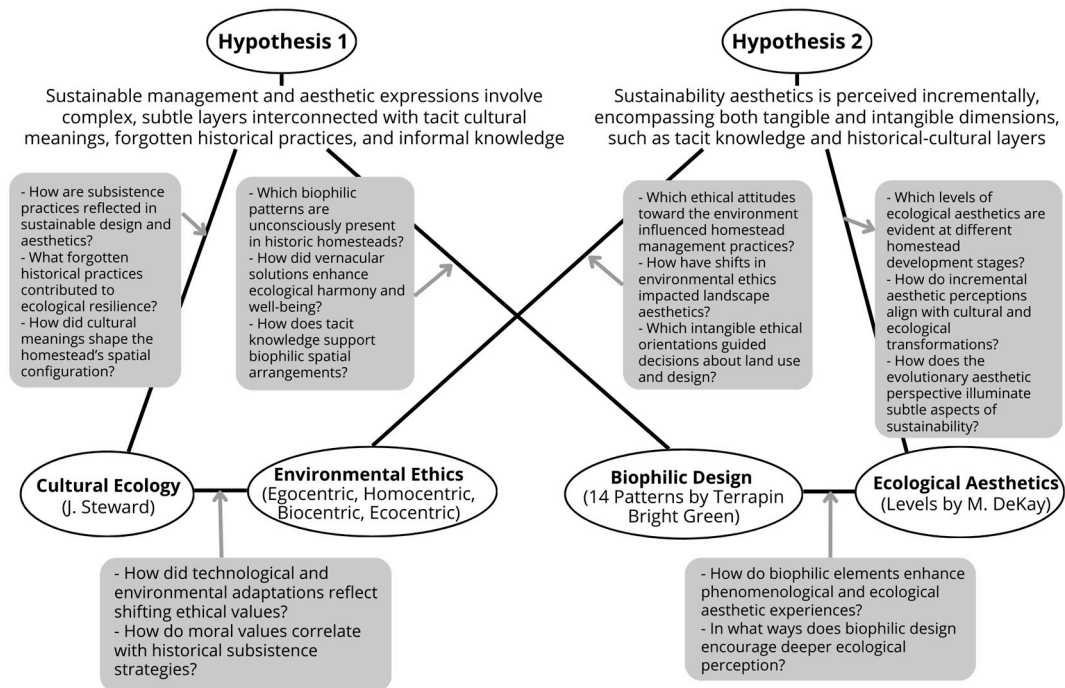 Hypothesis 1
Sustainable management and aesthetic expressions involve
complex, subtle layers interconnected with tacit cultural
meanings, forgotten historical practices, and informal knowledge
Hypothesis 2
Sustainability aesthetics is perceived incrementally,
encompassing both tangible and intangible dimensions,
such as tacit knowledge and historical-cultural layers
- How are subsistence
practices reflected in
sustainable design and
aesthetics?
- What forgotten
historical practices
contributed to
ecological resilience?
- How did cultural
meanings shape the
homestead's spatial
configuration?
- Which biophilic
patterns are
unconsciously present
in historic homesteads?
- How did vernacular
solutions enhance
ecological harmony and
well-being?
- How does tacit
knowledge support
biophilic spatial
arrangements?
- Which ethical attitudes
toward the environment
influenced homestead
management practices?
- How have shifts in
environmental ethics
impacted landscape
aesthetics?
- Which intangible ethical
orientations guided
decisions about land use
and design?
- Which levels of
ecological aesthetics are
evident at different
homestead
development stages?
- How do incremental
aesthetic perceptions
align with cultural and
ecological
transformations?
- How does the
evolutionary aesthetic
perspective illuminate
subtle aspects of
sustainability?
Cultural Ecology
(J. Steward)
Environmental Ethics
(Egocentric, Homocentric,
Biocentric, Ecocentric)
Biophilic Design
(14 Patterns by Terrapin
Bright Green)
Ecological Aesthetics
(Levels by M. DeKay)
- How did technological and
environmental adaptations reflect
shifting ethical values?
- How do moral values correlate
with historical subsistence
strategies?
- How do biophilic elements enhance
phenomenological and ecological
aesthetic experiences?
- In what ways does biophilic design
encourage deeper ecological
perception?